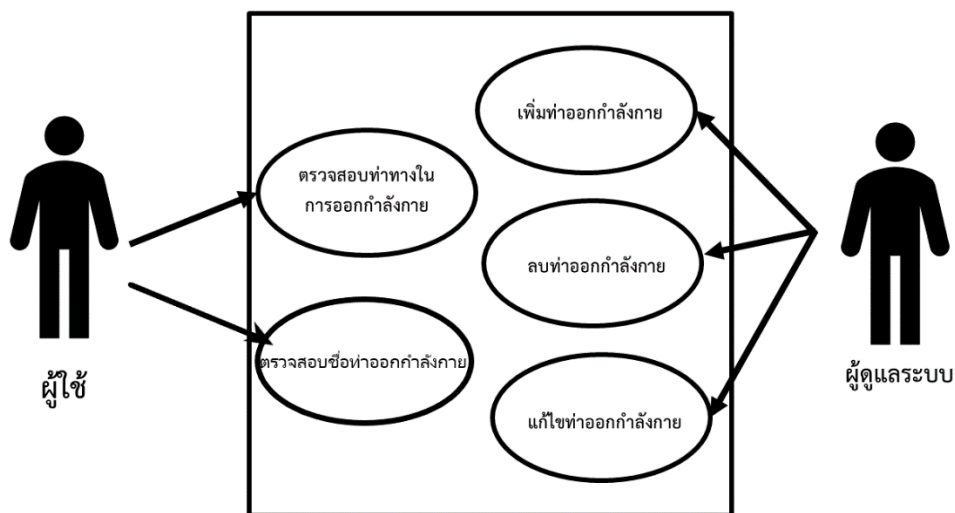 เพิ่มท่าออกกำลังกาย
ตรวจสอบท่าทางใน
การออกกำลังกาย
ลบท่าออกกำลังกาย
ตรวจสอบชื่อท่าออกกำลังกาย
ผู้ใช้
ผู้ดูแลระบบ
แก้ไขท่าออกกำลังกาย